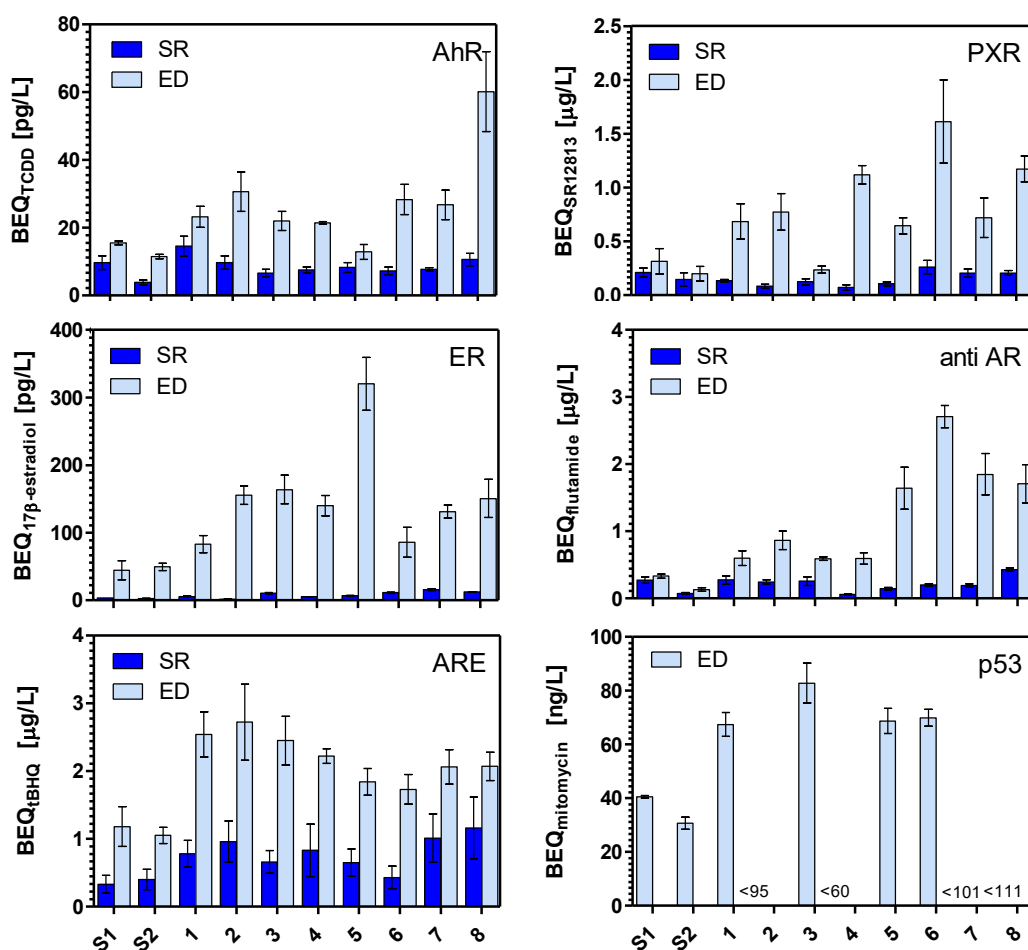 AhR
SR
ED
BEQTCDD [pg/L]
80
60
40
20
0
PXR
SR
ED
BEQSR12813 [µg/L]
2.5
2.0
1.5
1.0
0.5
0.0
ER
SR
ED
BEQ17β-estradiol [pg/L]
400
300
200
100
0
anti AR
SR
ED
BEQflutamide [µg/L]
4
3
2
1
0
ARE
SR
ED
BEQtBHQ [µg/L]
4
3
2
1
0
S1 S2 1 2 3 4 5 6 7 8
p53
ED
BEQmitomycin [ng/L]
100
80
60
40
20
0
<95 <60 <101 <111
S1 S2 1 2 3 4 5 6 7 8